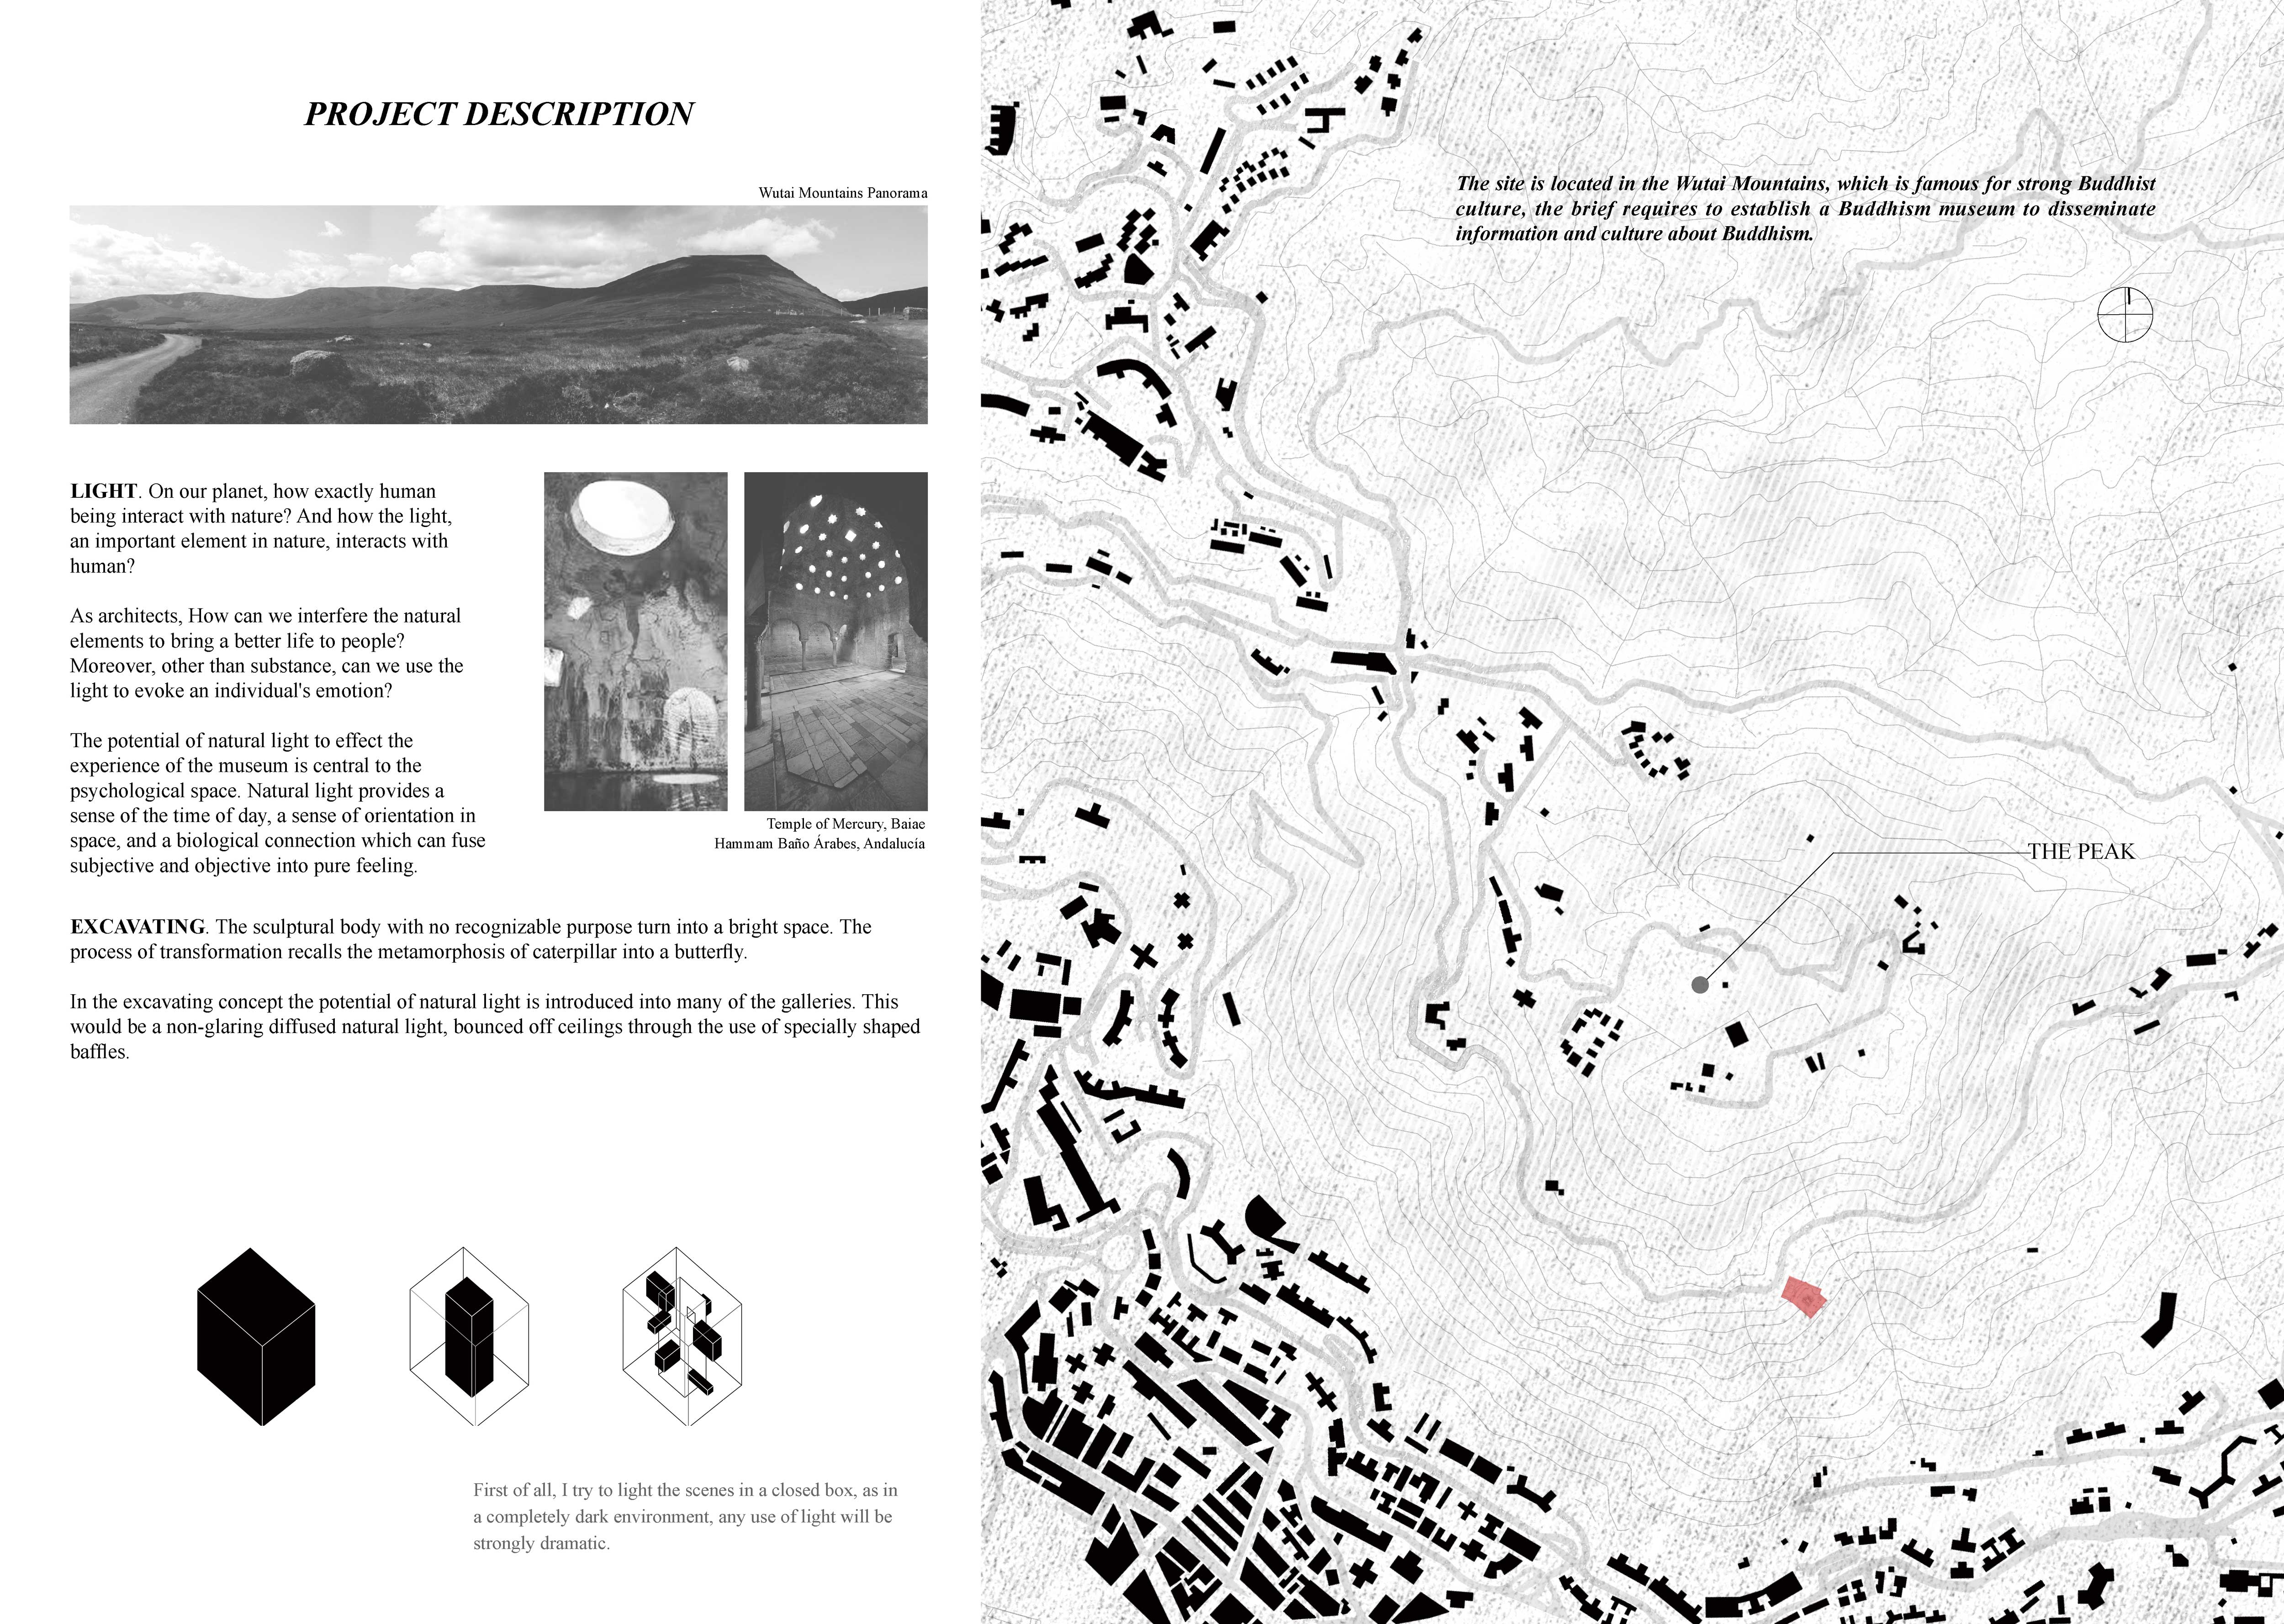 PROJECT DESCRIPTION
Wutai Mountains Panorama
LIGHT. On our planet, how exactly human
being interact with nature? And how the light,
an important element in nature, interacts with
human?
As architects, How can we interfere the natural
elements to bring a better life to people?
Moreover, other than substance, can we use the
light to evoke an individual's emotion?
The potential of natural light to effect the
experience of the museum is central to the
psychological space. Natural light provides a
sense of the time of day, a sense of orientation in
space, and a biological connection which can fuse
subjective and objective into pure feeling.
Temple of Mercury, Baiae
Hammam Baño Árabes, Andalucía
EXCAVATING. The sculptural body with no recognizable purpose turn into a bright space. The
process of transformation recalls the metamorphosis of caterpillar into a butterfly.
In the excavating concept the potential of natural light is introduced into many of the galleries. This
would be a non-glaring diffused natural light, bounced off ceilings through the use of specially shaped
baffles.
First of all, I try to light the scenes in a closed box, as in
a completely dark environment, any use of light will be
strongly dramatic.
The site is located in the Wutai Mountains, which is famous for strong Buddhist
culture, the brief requires to establish a Buddhism museum to disseminate
information and culture about Buddhism.
THE PEAK